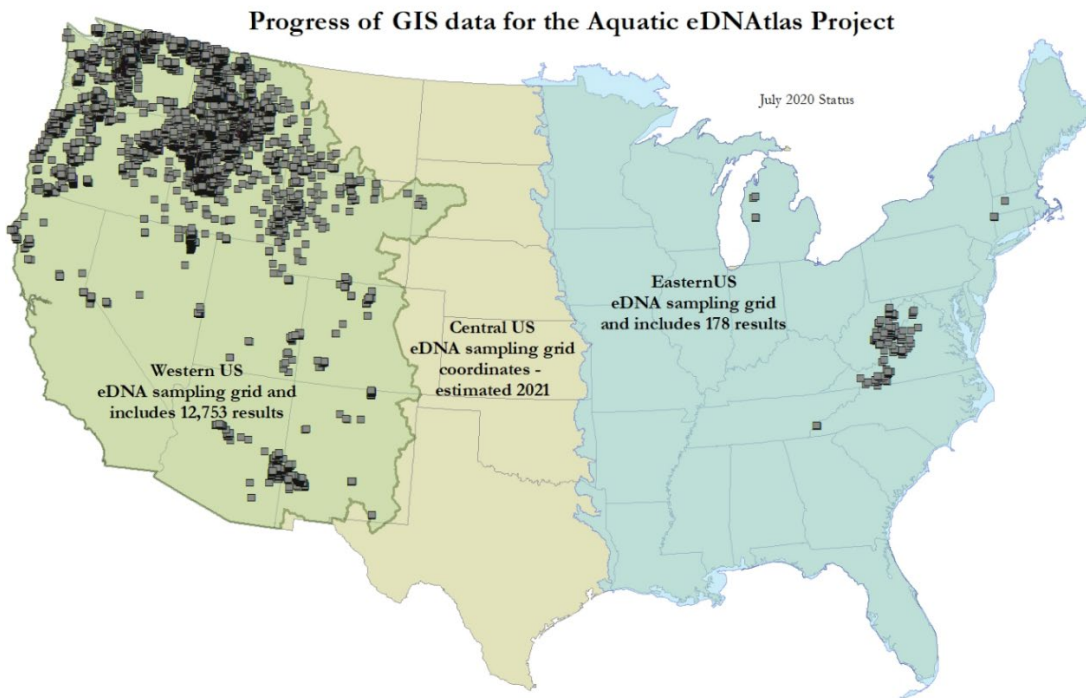 Progress of GIS data for the Aquatic eDNAtlas Project
July 2020 Status
Western US
eDNA sampling grid and
includes 12,753 results
Central US
eDNA sampling grid
coordinates -
estimated 2021
EasternUS
eDNA sampling grid
and includes 178 results